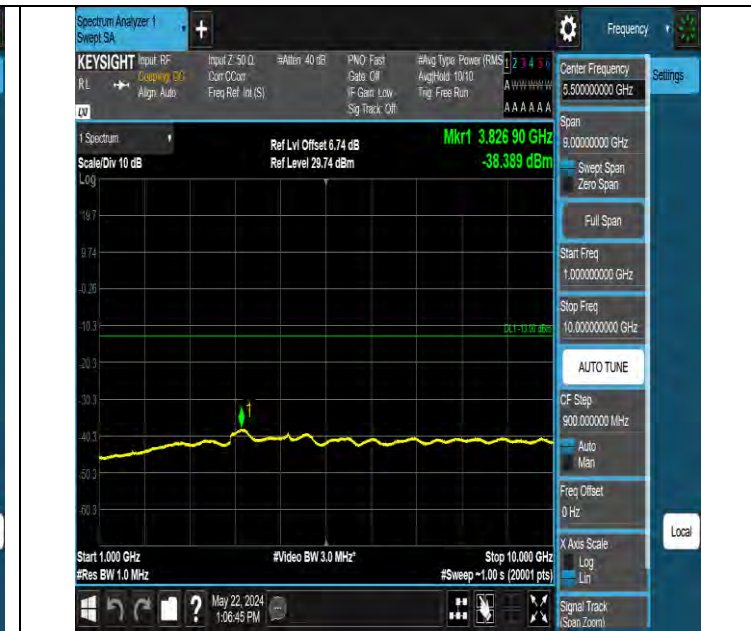 Spectrum Analyzer 1
Swept SA
+
Frequency
KEYSIGHT Input: RF
RL Coupling: DC
Align: Auto
Input Z: 50 Ω
Corr CCorr
Freq Ref: Int (S)
#Atten: 40 dB
PNO: Fast
Gate: Off
IF Gain: Low
Sig Track: Off
#Avg Type: Power (RMS
Avg|Hold: 10/10
Trig: Free Run
1 2 3 4 5 6
A W W W W W
A A A A A A
Center Frequency
5.500000000 GHz
Settings
Span
9.00000000 GHz
Swept Span
Zero Span
Full Span
Start Freq
1.000000000 GHz
Stop Freq
10.000000000 GHz
AUTO TUNE
CF Step
900.000000 MHz
Auto
Man
Freq Offset
0 Hz
X Axis Scale
Log
Lin
Signal Track
(Span Zoom)
Local
1 Spectrum
Scale/Div 10 dB
Log
Ref Lvl Offset 6.74 dB
Ref Level 29.74 dBm
Mkr1 3.826 90 GHz
-38.389 dBm
19.7
9.74
-0.26
-10.3
DL1 -13.00 dBm
-20.3
-30.3
1
-40.3
-50.3
-60.3
Start 1.000 GHz
#Res BW 1.0 MHz
#Video BW 3.0 MHz*
Stop 10.000 GHz
#Sweep ~1.00 s (20001 pts)
?
May 22, 2024
1:06:45 PM